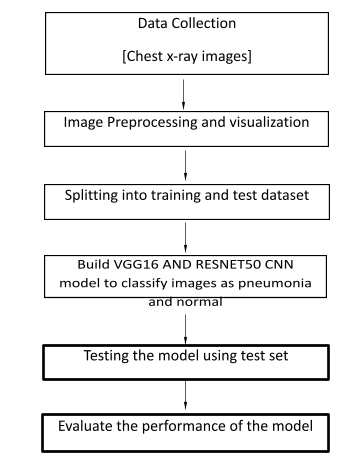 Data Collection
[Chest x-ray images]
Image Preprocessing and visualization
Splitting into training and test dataset
Build VGG16 AND RESNET50 CNN
model to classify images as pneumonia
and normal
Testing the model using test set
Evaluate the performance of the model